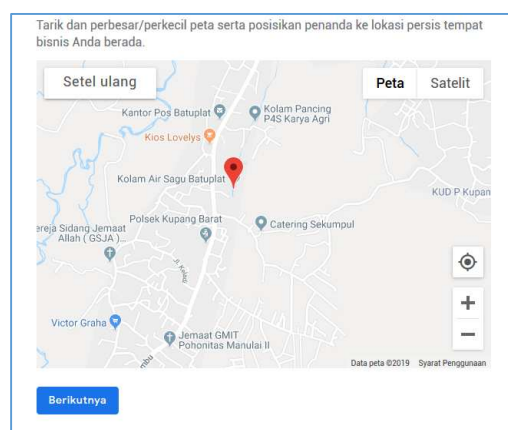 Tarik dan perbesar/perkecil peta serta posisikan penanda ke lokasi persis tempat
bisnis Anda berada.
Setel ulang
Peta
Satelit
Kantor Pos Batuplat
Kolam Pancing
P4S Karya Agri
Kios Lovelys
Kolam Air Sagu Batuplat
KUD P Kupan
Polsek Kupang Barat
Catering Sekumpul
ereja Sidang Jemaat
Allah ( GSJA )...
Victor Graha
Jemaat GMIT
Pohonitas Manulai II
Data peta ©2019
Syarat Penggunaan
Berikutnya